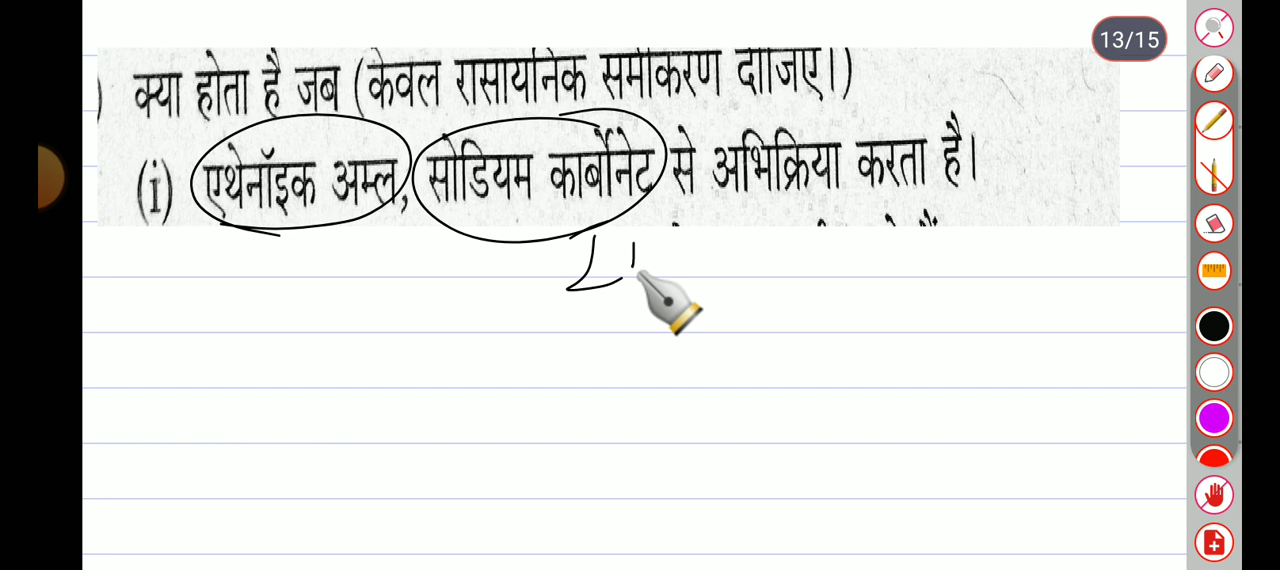 13/15
) क्या होता है जब (केवल रासायनिक समीकरण दीजिए।)
(i) एथेनॉइक अम्ल, सोडियम कार्बोनेट से अभिक्रिया करता है।